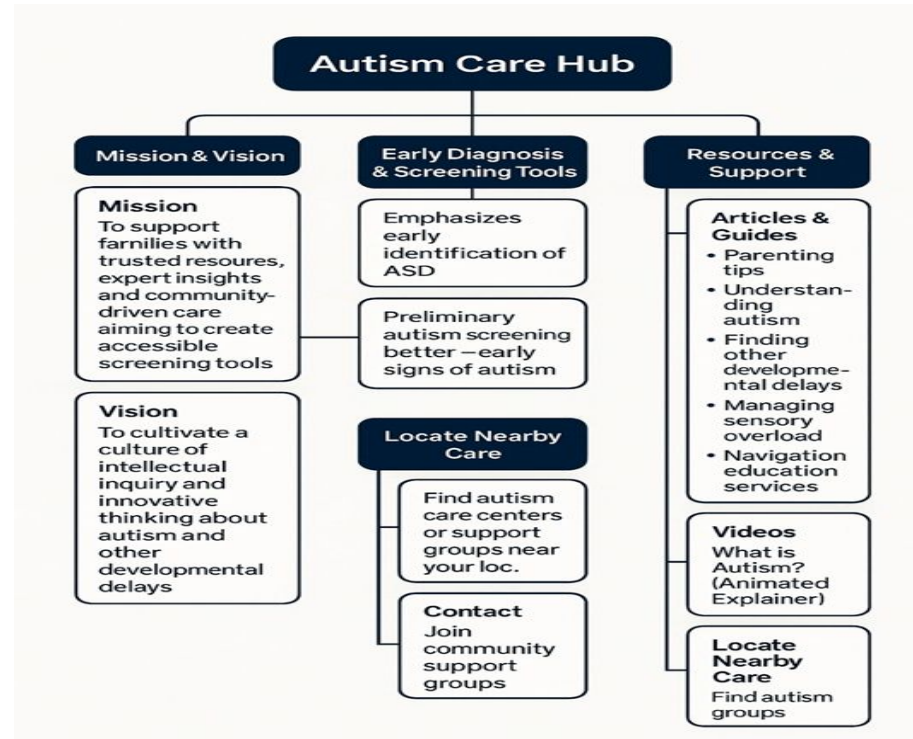 Autism Care Hub
Mission & Vision
Mission
To support
farnilies with
trusted resoures,
expert insights
and community-
driven care
aiming to create
accessible
screening tools
Vision
To cultivate a
culture of
intellectual
inquiry and
innovative
thinking about
autism and
other
developmental
delays
Early Diagnosis
& Screening Tools
Emphasizes
early
identification of
ASD
Preliminary
autism screening
better —early
signs of autism
Locate Nearby
Care
Find autism
care centers
or support
groups near
your loc.
Contact
Join
community
support
groups
Resources &
Support
Articles &
Guides
• Parenting
tips
• Understan-
ding
autism
• Finding
other
developme-
ntal delays
• Managing
sensory
overload
• Navigation
education
services
Videos
What is
Autism?
(Animated
Explainer)
Locate
Nearby
Care
Find autism
groups